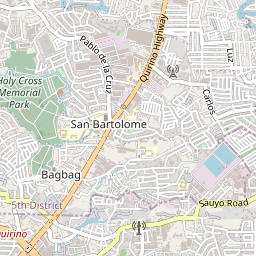 Pablo de la Cruz
Quirino Highway
Luz
Carlos
Holy Cross
Memorial
Park
San Bartolome
Bagbag
5th District
Sauyo Road
uirino